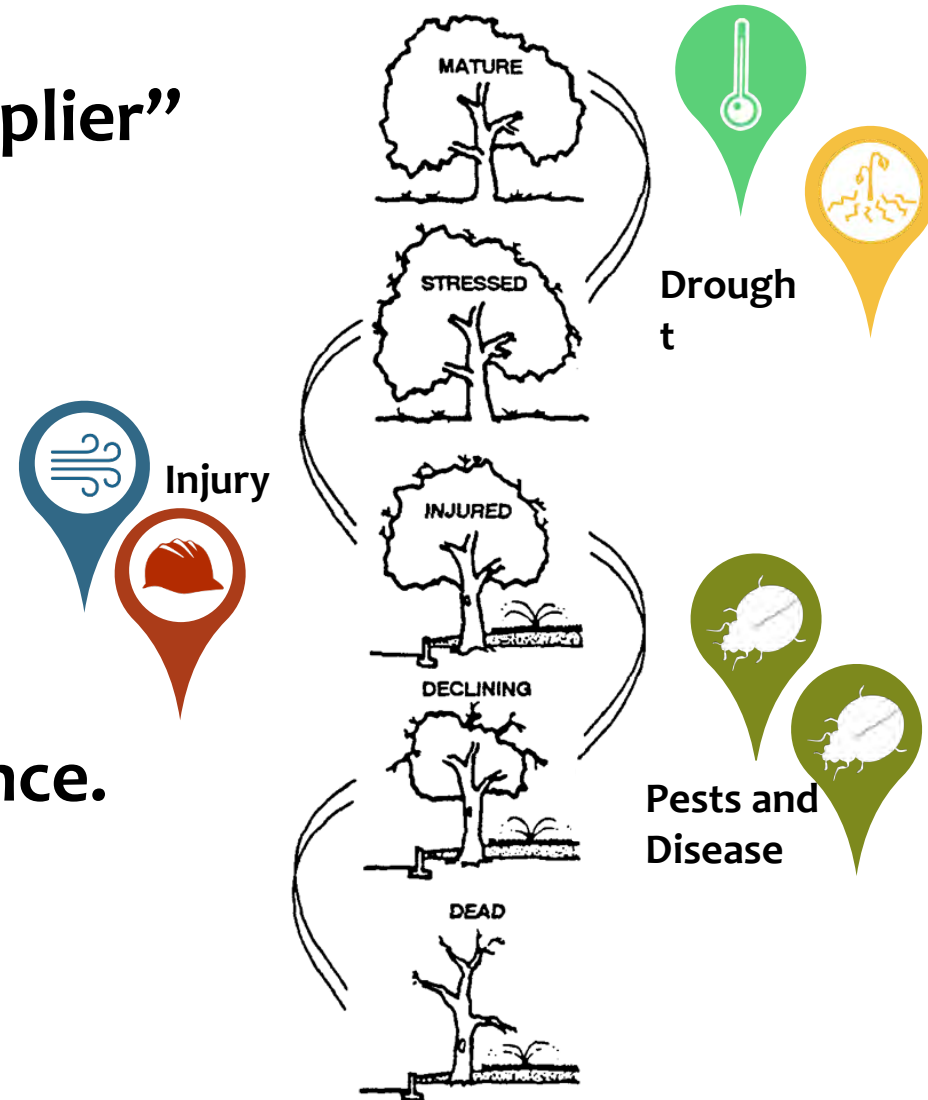 plier”
MATURE
STRESSED
Drough
t
Injury
INJURED
DECLINING
nce.
Pests and
Disease
DEAD